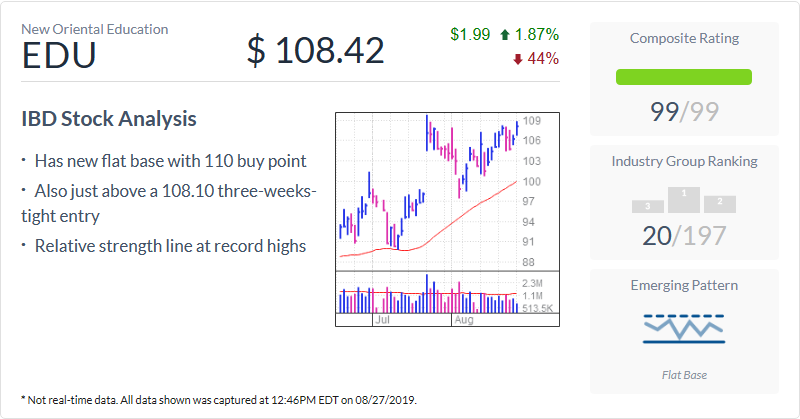 New Oriental Education
EDU
$ 108.42
$1.99 1.87%
44%
IBD Stock Analysis
· Has new flat base with 110 buy point
· Also just above a 108.10 three-weeks-
tight entry
· Relative strength line at record highs
109
106
103
100
97
94
91
88
2.3M
1.1M
513.5K
Jul
Aug
Composite Rating
99/99
Industry Group Ranking
3
1
2
20/197
Emerging Pattern
Flat Base
* Not real-time data. All data shown was captured at 12:46PM EDT on 08/27/2019.